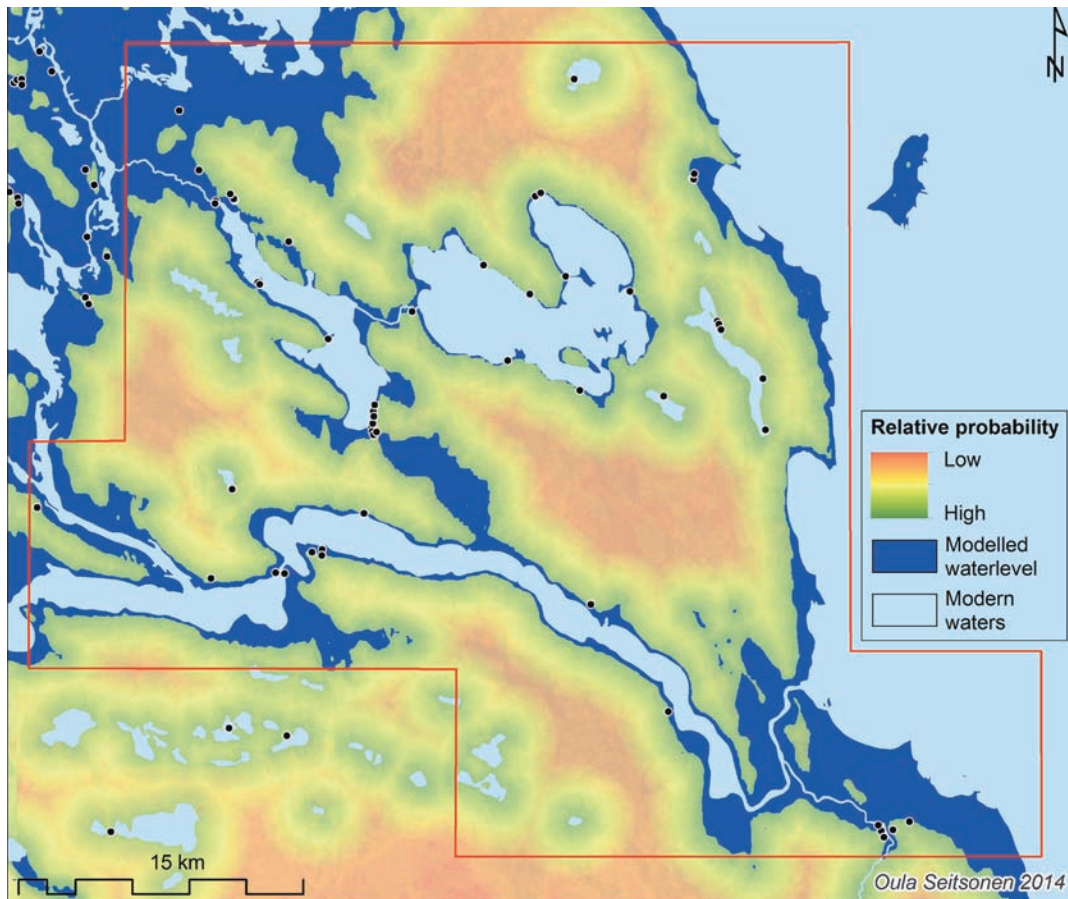 N
Relative probability
Low
High
Modelled
waterlevel
Modern
waters
15 km
Oula Seitsonen 2014